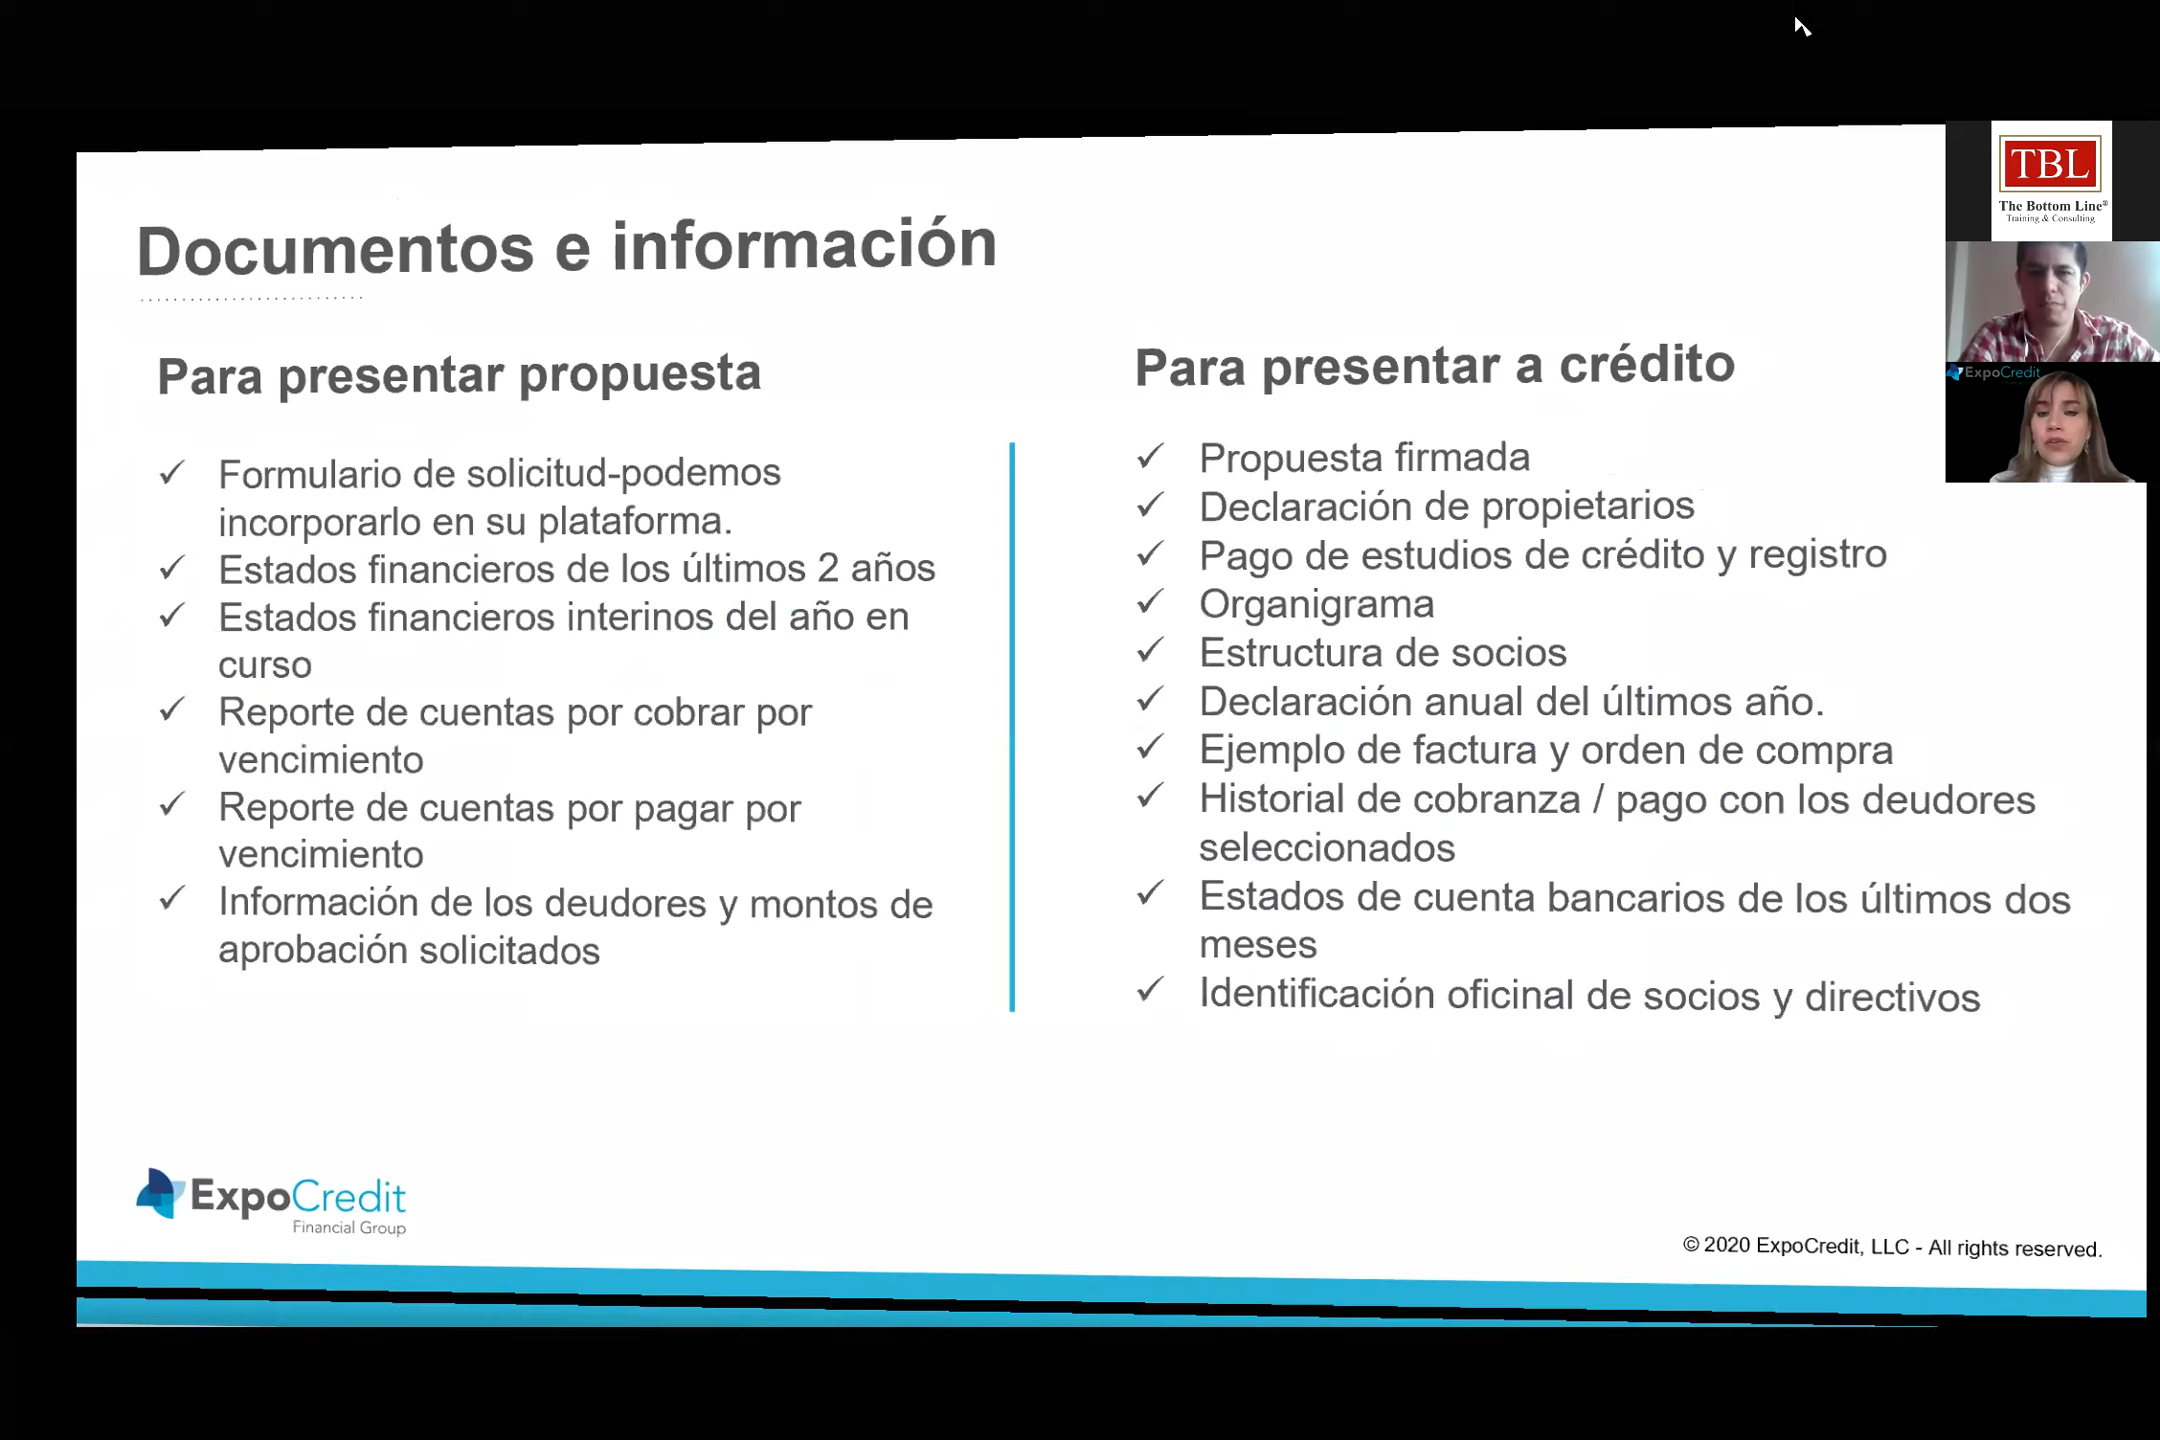 Documentos e información
Para presentar propuesta
Formulario de solicitud-podemos
incorporarlo en su plataforma.
Estados financieros de los últimos 2 años
Estados financieros interinos del año en
curso
Reporte de cuentas por cobrar por
vencimiento
Reporte de cuentas por pagar por
vencimiento
Información de los deudores y montos de
aprobación solicitados
Para presentar a crédito
Propuesta firmada
Declaración de propietarios
Pago de estudios de crédito y registro
Organigrama
Estructura de socios
Declaración anual del últimos año.
Ejemplo de factura y orden de compra
Historial de cobranza / pago con los deudores
seleccionados
Estados de cuenta bancarios de los últimos dos
meses
Identificación oficinal de socios y directivos
TBL
The Bottom Line®
Training & Consulting
ExpoCredit
ExpoCredit
Financial Group
© 2020 ExpoCredit, LLC - All rights reserved.